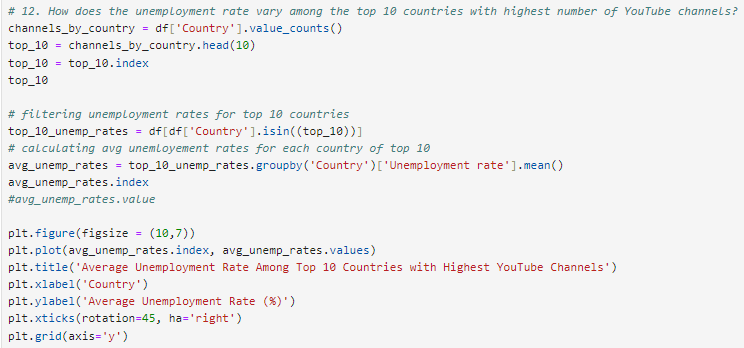 # 12. How does the unemployment rate vary among the top 10 countries with highest number of YouTube channels?
channels_by_country = df['Country'].value_counts()
top_10 = channels_by_country.head(10)
top_10 = top_10.index
top_10
# filtering unemployment rates for top 10 countries
top_10_unemp_rates = df[df['Country'].isin((top_10))]
# calculating avg unemloyement rates for each country of top 10
avg_unemp_rates = top_10_unemp_rates.groupby('Country')['Unemployment rate'].mean()
avg_unemp_rates.index
#avg_unemp_rates.value
plt.figure(figsize = (10,7))
plt.plot(avg_unemp_rates.index, avg_unemp_rates.values)
plt.title('Average Unemployment Rate Among Top 10 Countries with Highest YouTube Channels')
plt.xlabel('Country')
plt.ylabel('Average Unemployment Rate (%)')
plt.xticks(rotation=45, ha='right')
plt.grid(axis='y')